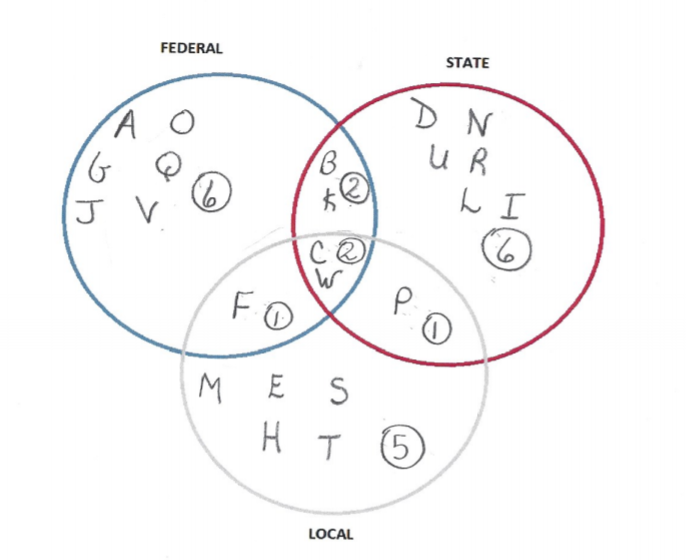 FEDERAL
STATE
A O
G Q 6
J V
B
K 2
D N
U R
L I
6
C 2
W
F 1
P 1
M E S
H T 5
LOCAL